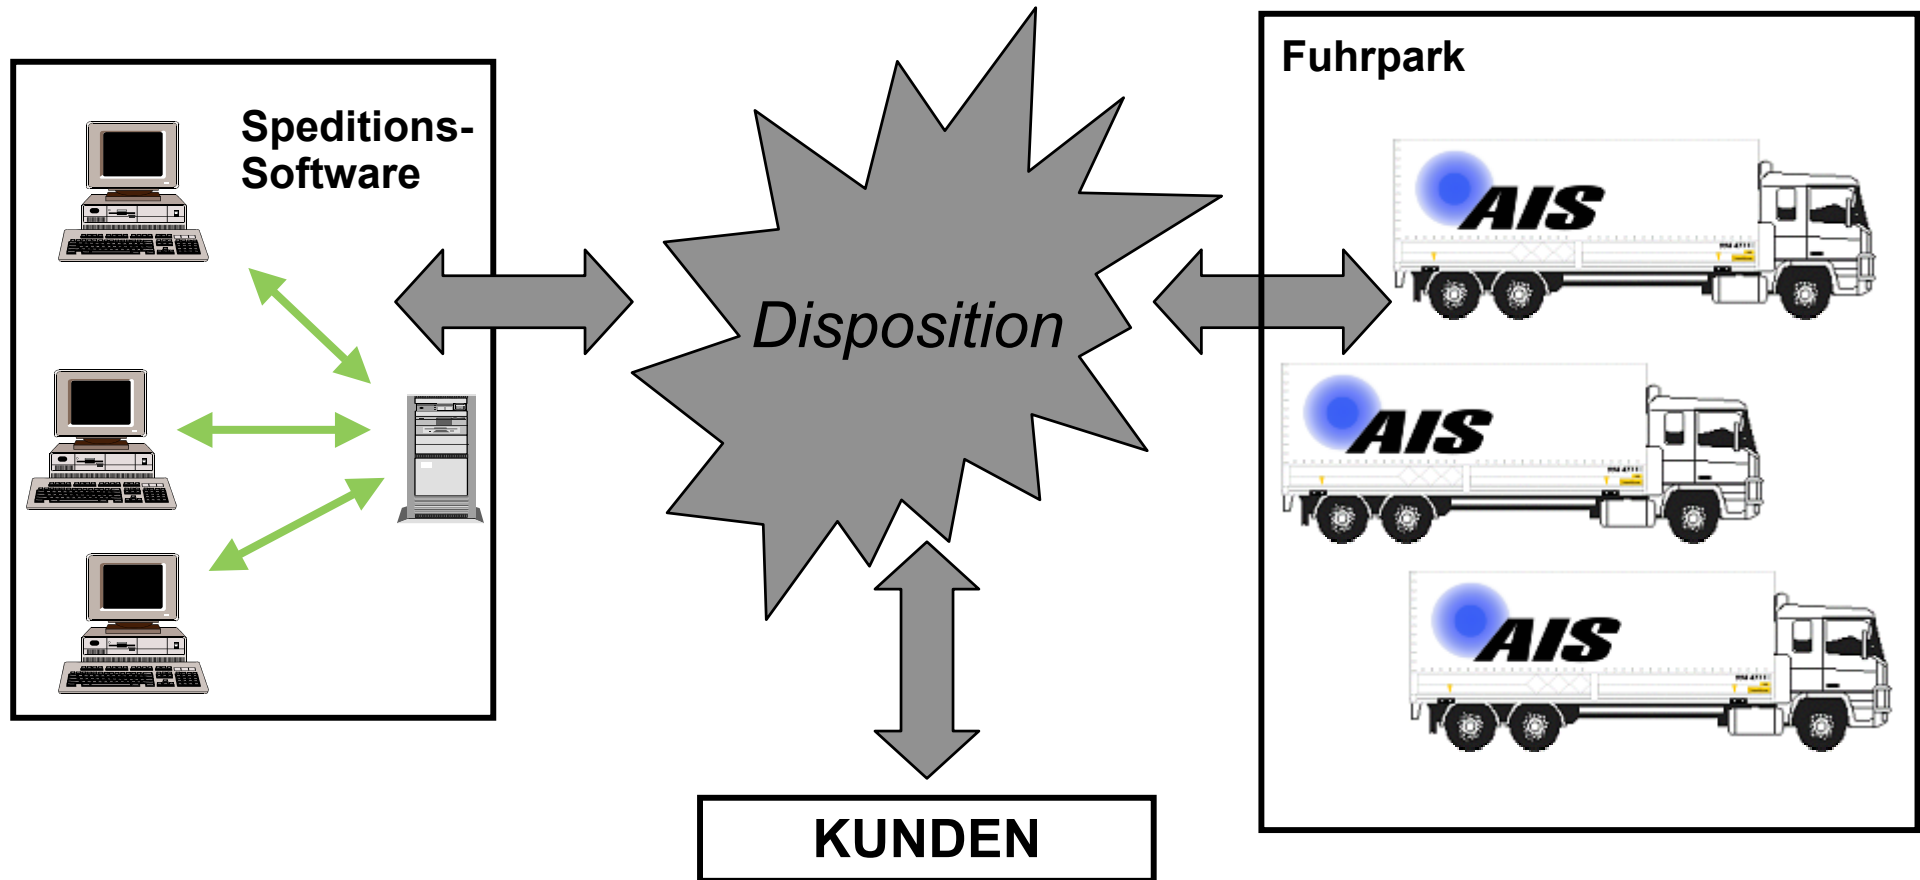 Speditions-
Software
Disposition
Fuhrpark
AIS
AIS
AIS
KUNDEN